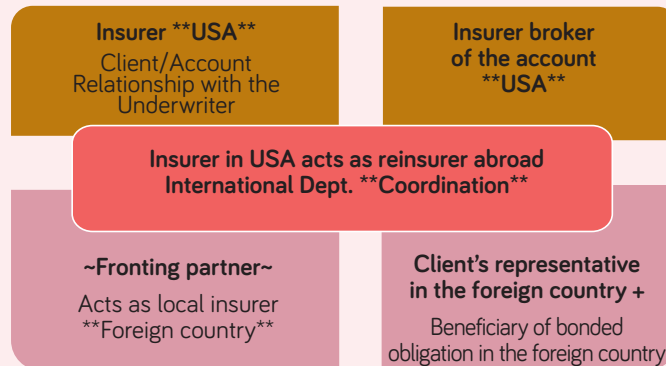 Insurer **USA**
Client/Account
Relationship with the
Underwriter
Insurer broker
of the account
**USA**
Insurer in USA acts as reinsurer abroad
International Dept. **Coordination**
~Fronting partner~
Acts as local insurer
**Foreign country**
Client's representative
in the foreign country +
Beneficiary of bonded
obligation in the foreign country